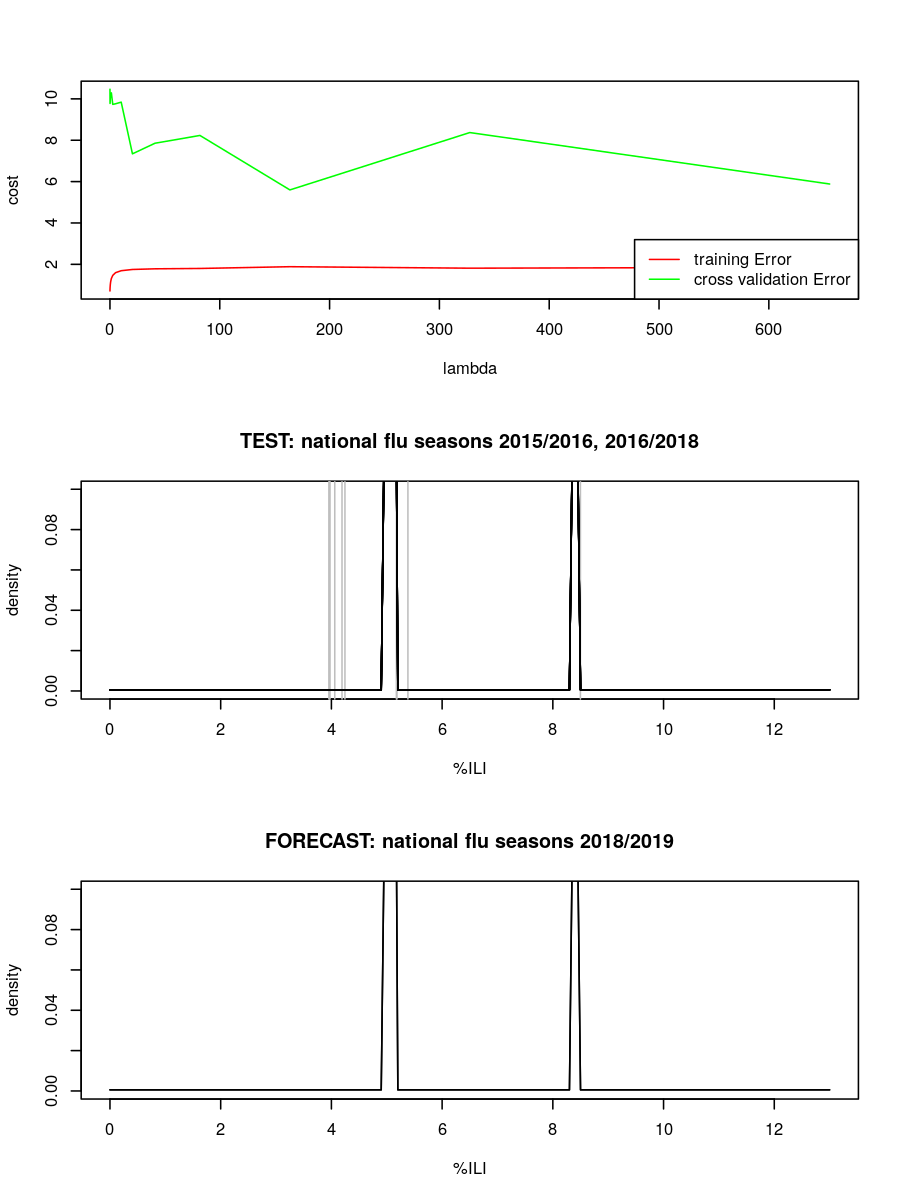 10
8
6
4
2
cost
training Error
cross validation Error
0 100 200 300 400 500 600
lambda
TEST: national flu seasons 2015/2016, 2016/2018
0.08
0.04
0.00
density
0 2 4 6 8 10 12
%ILI
FORECAST: national flu seasons 2018/2019
0.08
0.04
0.00
density
0 2 4 6 8 10 12
%ILI